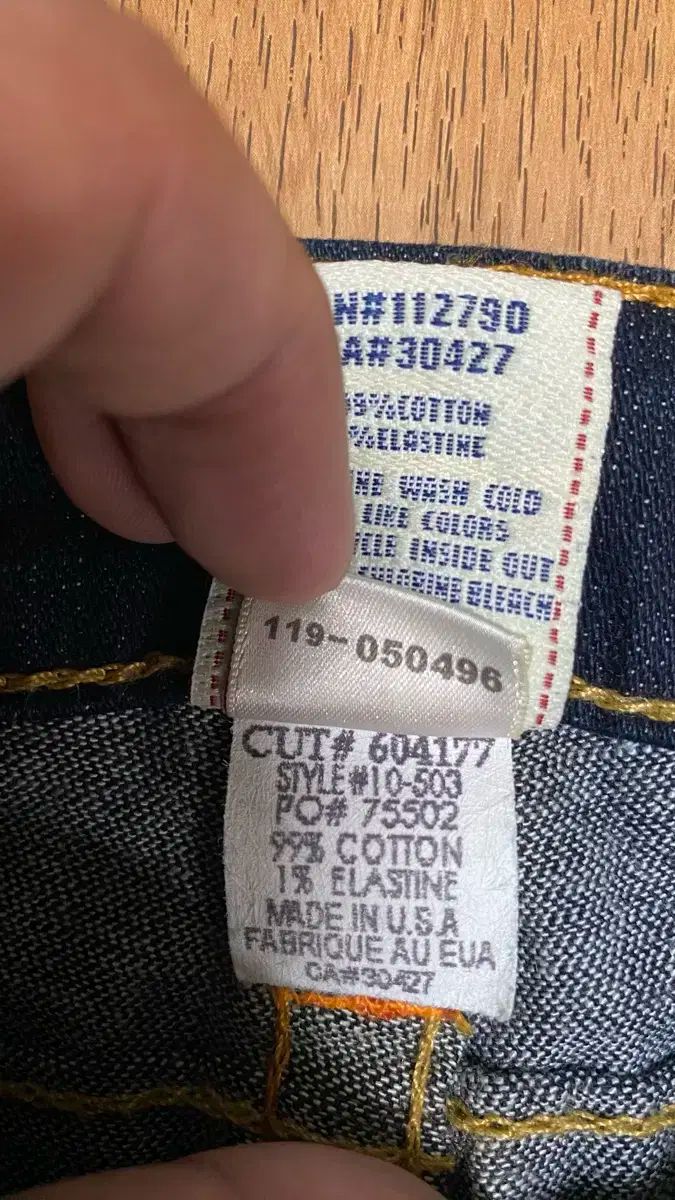 N#112790
A#30427
9%COTTON
%ELASTINE
WASH COLD
LIKE COLORS
INSIDE OUT
BLEACH
119-050496
CUT# 604177
STYLE#10-503
PO# 75502
99% COTTON
1% ELASTINE
MADE IN U.S.A
FABRIQUE AU EUA
CA#30427